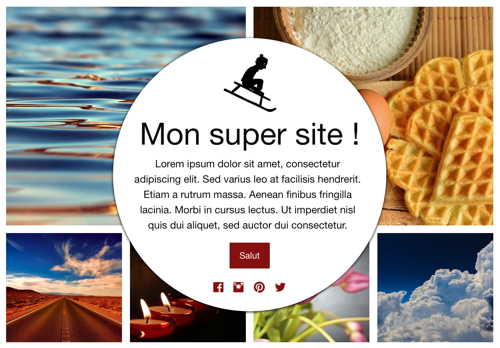 Mon super site !
Lorem ipsum dolor sit amet, consectetur
adipiscing elit. Sed varius leo at facilisis hendrerit.
Etiam a rutrum massa. Aenean finibus fringilla
lacinia. Morbi in cursus lectus. Ut imperdiet nisl
quis dui aliquet, sed auctor dui consectetur.
Salut